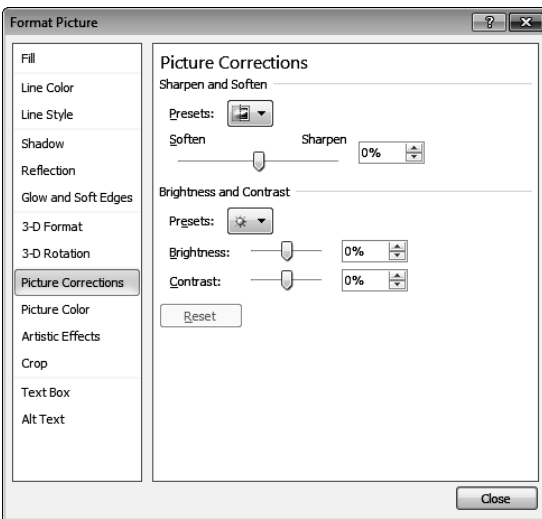 Format Picture
Fill
Line Color
Line Style
Shadow
Reflection
Glow and Soft Edges
3-D Format
3-D Rotation
Picture Corrections
Picture Color
Artistic Effects
Crop
Text Box
Alt Text
Picture Corrections
Sharpen and Soften
Presets:
Soften Sharpen
0%
Brightness and Contrast
Presets:
Brightness: 0%
Contrast: 0%
Reset
Close